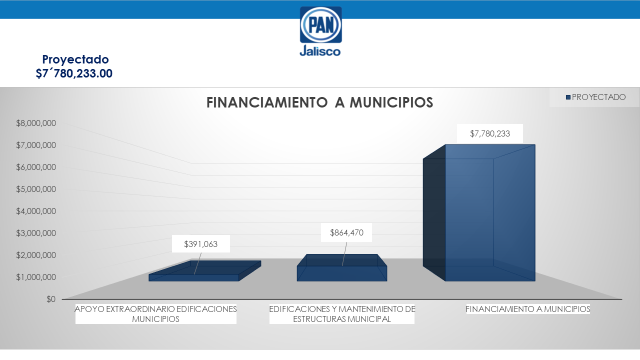 PAN
Jalisco
Proyectado
$7´780,233.00
FINANCIAMIENTO A MUNICIPIOS
PROYECTADO
$8,000,000
$7,000,000
$6,000,000
$5,000,000
$4,000,000
$3,000,000
$2,000,000
$1,000,000
$0
$391,063
$864,470
$7,780,233
APOYO EXTRAORDINARIO EDIFICACIONES
MUNICIPIOS
EDIFICACIONES Y MANTENIMIENTO DE
ESTRUCTURAS MUNICIPAL
FINANCIAMIENTO A MUNICIPIOS